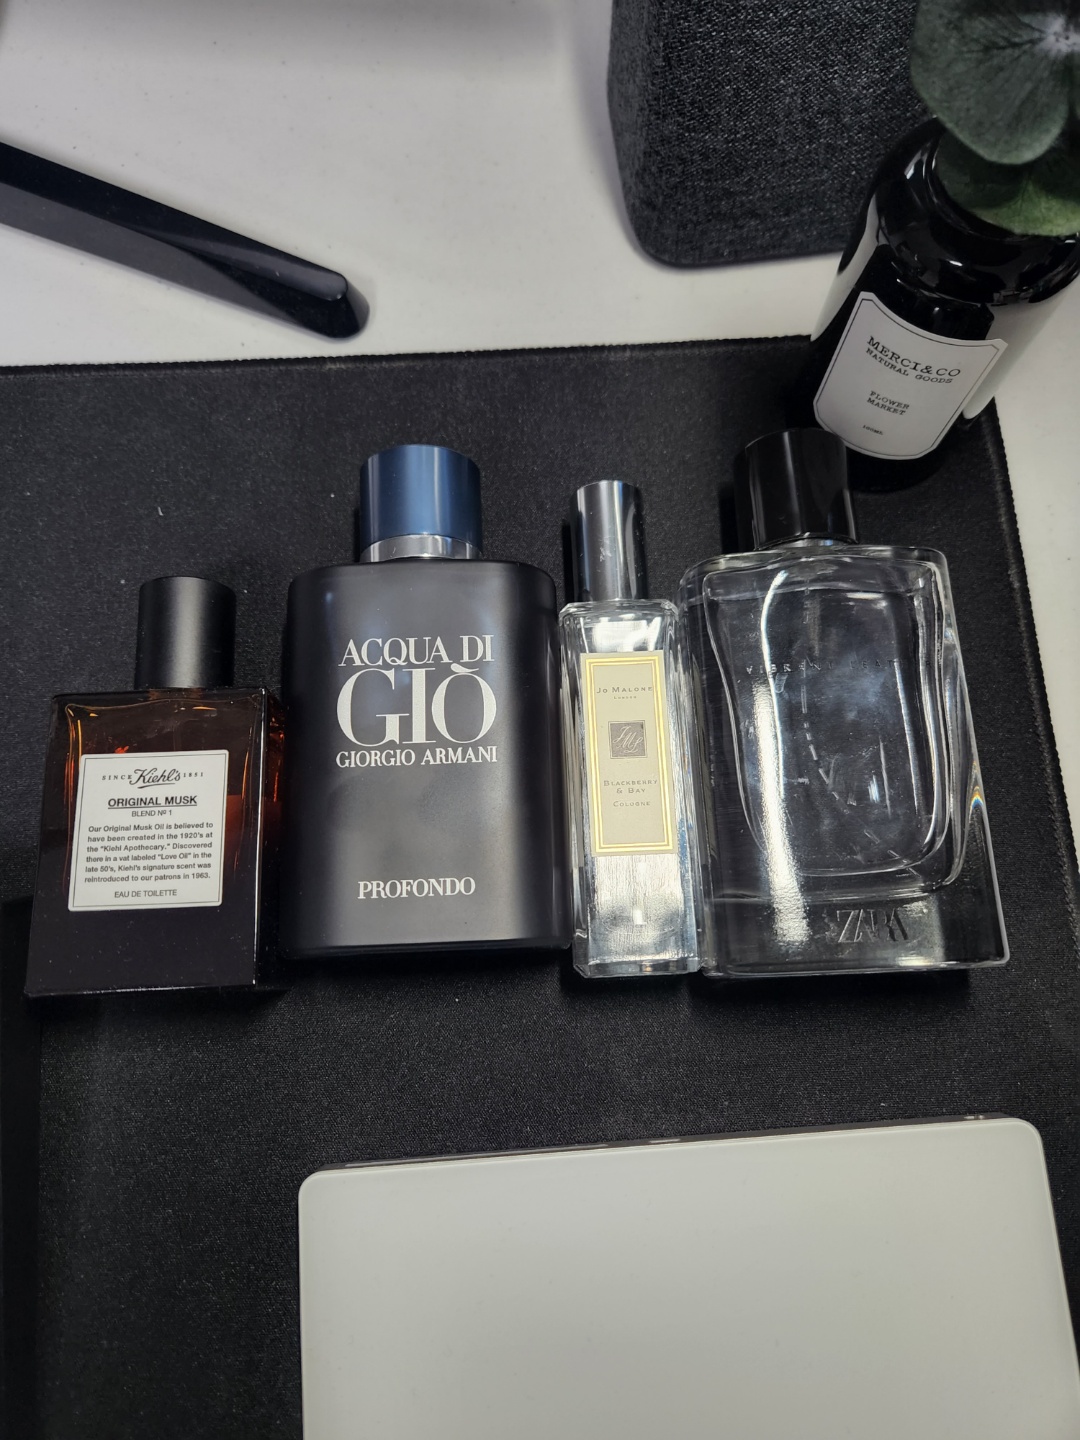 MERCI&CO
NATURAL GOODS
FLOWER
MARKET
ACQUA DI
GIÒ
GIORGIO ARMANI
PROFONDO
JO MALONE
LONDON
BLACKBERRY
& BAY
COLOGNE
VIBRANT
ZARA
SINCE Kiehl's 1851
ORIGINAL MUSK
BLEND Nº 1
Our Original Musk Oil is believed to
have been created in the 1920's at
the "Kiehl Apothecary." Discovered
there in a vat labeled "Love Oil" in the
late 50's, Kiehl's signature scent was
reintroduced to our patrons in 1963.
EAU DE TOILETTE